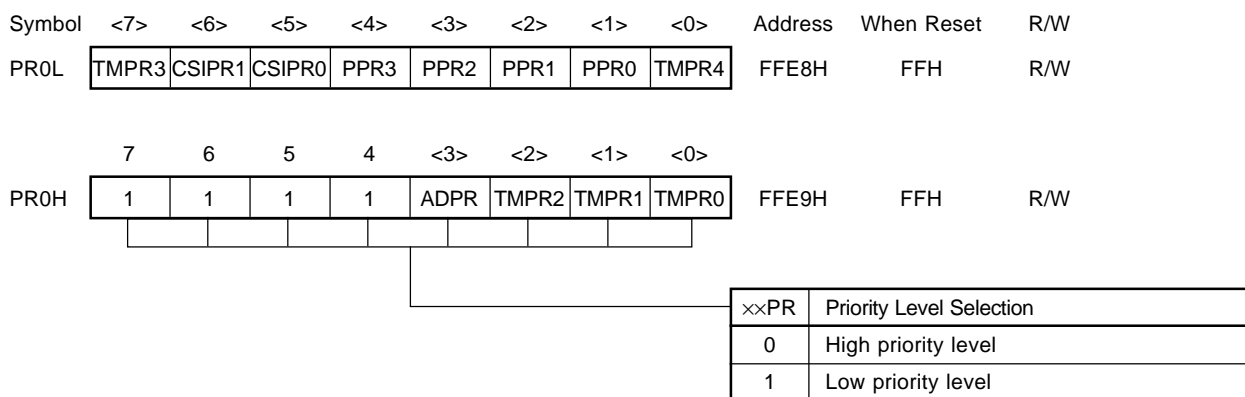 Symbol <7> <6> <5> <4> <3> <2> <1> <0> Address When Reset R/W
PR0L TMPR3 CSIPR1 CSIPR0 PPR3 PPR2 PPR1 PPR0 TMPR4 FFE8H FFH R/W
7 6 5 4 <3> <2> <1> <0>
PR0H 1 1 1 1 ADPR TMPR2 TMPR1 TMPR0 FFE9H FFH R/W
××PR Priority Level Selection
0 High priority level
1 Low priority level